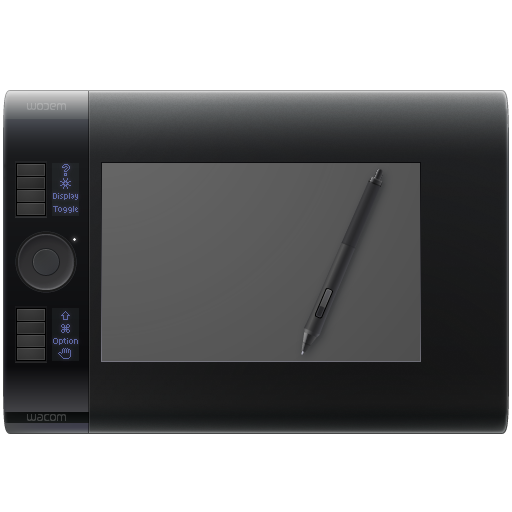 wacom
?
Display
Toggle
⇧
⌘
Option
wacom